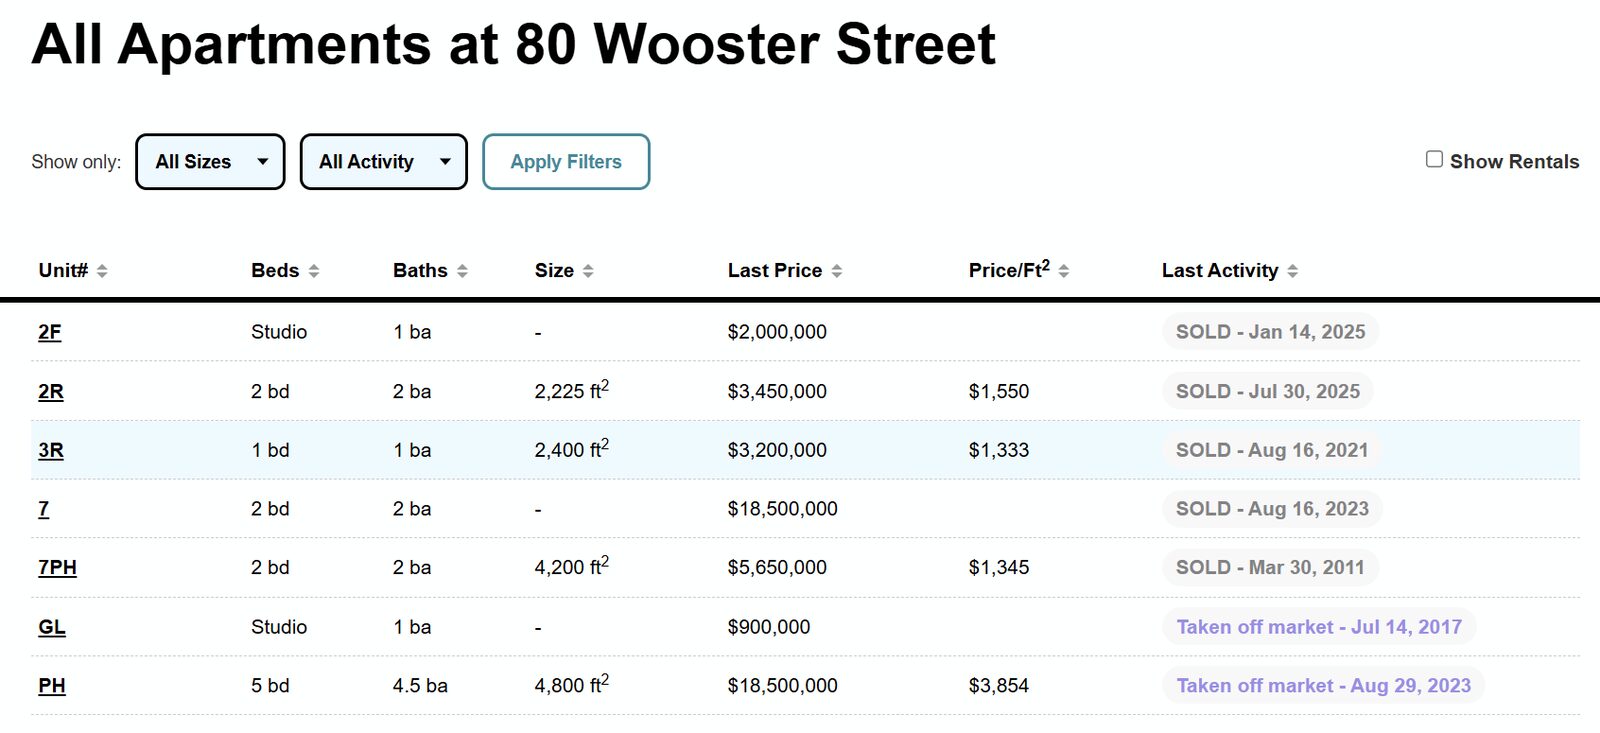 All Apartments at 80 Wooster Street
Show only: All Sizes All Activity Apply Filters Show Rentals
Unit# Beds Baths Size Last Price Price/Ft² Last Activity
2F Studio 1 ba - $2,000,000 SOLD - Jan 14, 2025
2R 2 bd 2 ba 2,225 ft² $3,450,000 $1,550 SOLD - Jul 30, 2025
3R 1 bd 1 ba 2,400 ft² $3,200,000 $1,333 SOLD - Aug 16, 2021
7 2 bd 2 ba - $18,500,000 SOLD - Aug 16, 2023
7PH 2 bd 2 ba 4,200 ft² $5,650,000 $1,345 SOLD - Mar 30, 2011
GL Studio 1 ba - $900,000 Taken off market - Jul 14, 2017
PH 5 bd 4.5 ba 4,800 ft² $18,500,000 $3,854 Taken off market - Aug 29, 2023